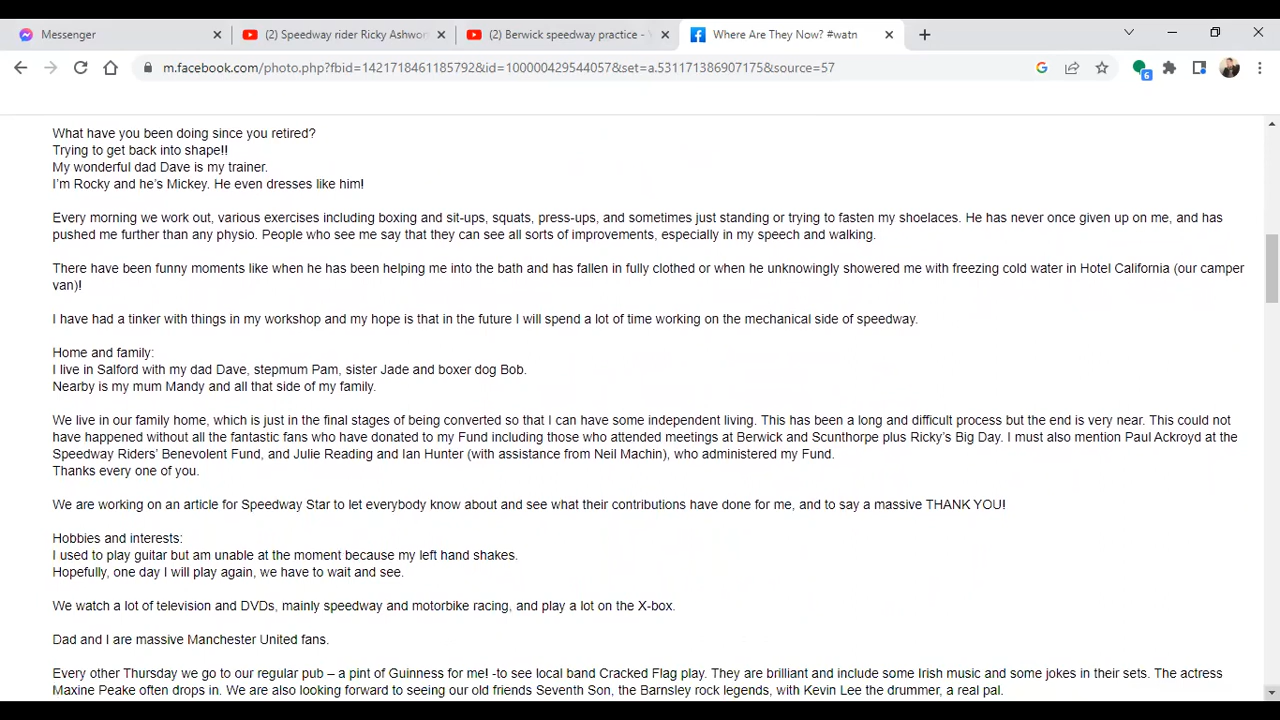 Messenger
(2) Speedway rider Ricky Ashwor
(2) Berwick speedway practice -
Where Are They Now? #watn
m.facebook.com/photo.php?fbid=1421718461185792&id=100000429544057&set=a.531171386907175&source=57
6
What have you been doing since you retired?
Trying to get back into shape!!
My wonderful dad Dave is my trainer.
I’m Rocky and he’s Mickey. He even dresses like him!
Every morning we work out, various exercises including boxing and sit-ups, squats, press-ups, and sometimes just standing or trying to fasten my shoelaces. He has never once given up on me, and has
pushed me further than any physio. People who see me say that they can see all sorts of improvements, especially in my speech and walking.
There have been funny moments like when he has been helping me into the bath and has fallen in fully clothed or when he unknowingly showered me with freezing cold water in Hotel California (our camper
van)!
I have had a tinker with things in my workshop and my hope is that in the future I will spend a lot of time working on the mechanical side of speedway.
Home and family:
I live in Salford with my dad Dave, stepmum Pam, sister Jade and boxer dog Bob.
Nearby is my mum Mandy and all that side of my family.
We live in our family home, which is just in the final stages of being converted so that I can have some independent living. This has been a long and difficult process but the end is very near. This could not
have happened without all the fantastic fans who have donated to my Fund including those who attended meetings at Berwick and Scunthorpe plus Ricky’s Big Day. I must also mention Paul Ackroyd at the
Speedway Riders’ Benevolent Fund, and Julie Reading and Ian Hunter (with assistance from Neil Machin), who administered my Fund.
Thanks every one of you.
We are working on an article for Speedway Star to let everybody know about and see what their contributions have done for me, and to say a massive THANK YOU!
Hobbies and interests:
I used to play guitar but am unable at the moment because my left hand shakes.
Hopefully, one day I will play again, we have to wait and see.
We watch a lot of television and DVDs, mainly speedway and motorbike racing, and play a lot on the X-box.
Dad and I are massive Manchester United fans.
Every other Thursday we go to our regular pub – a pint of Guinness for me! -to see local band Cracked Flag play. They are brilliant and include some Irish music and some jokes in their sets. The actress
Maxine Peake often drops in. We are also looking forward to seeing our old friends Seventh Son, the Barnsley rock legends, with Kevin Lee the drummer, a real pal.